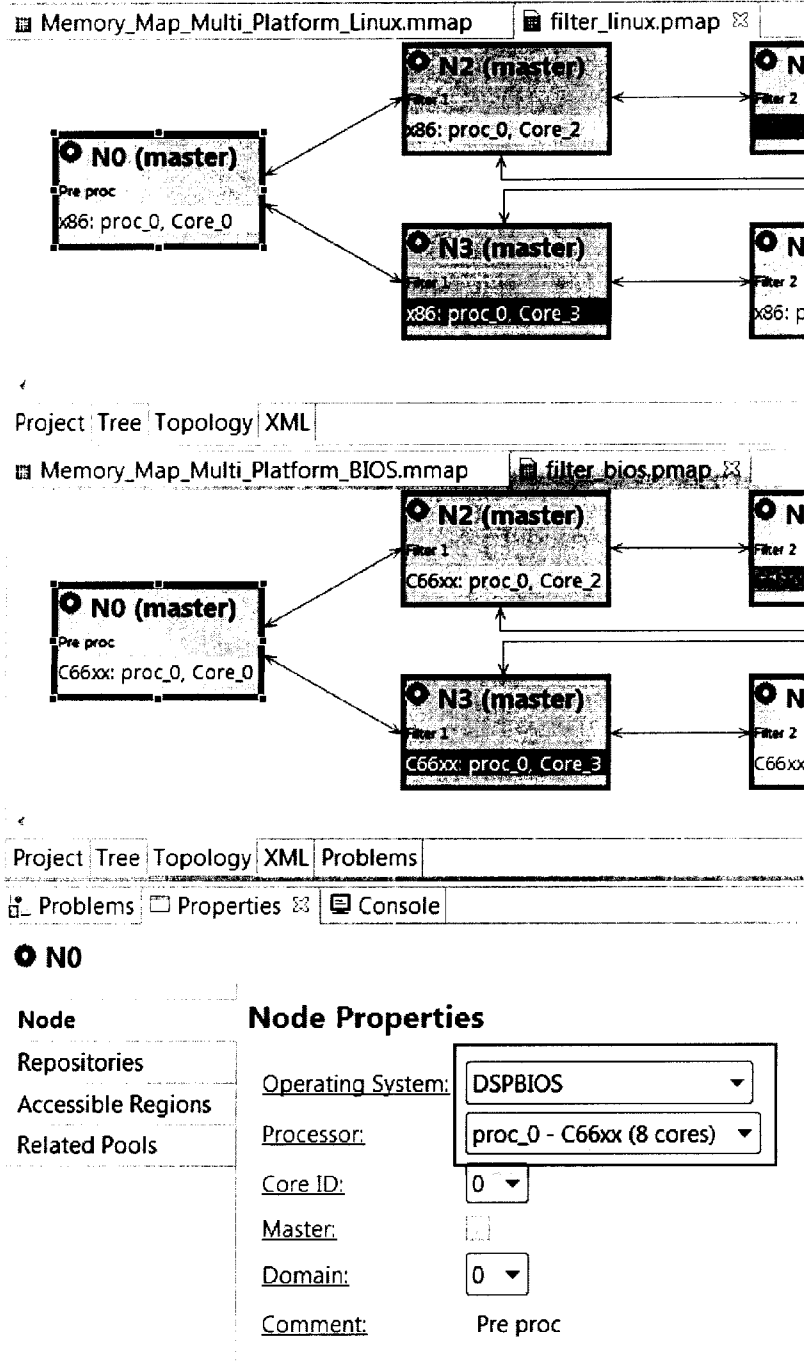 Memory_Map_Multi_Platform_Linux.mmap filter_linux.pmap
N2 (master)
N
Filter 1
Filter 2
x86: proc_0, Core_2
N0 (master)
Pre proc
x86: proc_0, Core_0
N3 (master)
N
Filter 1
Filter 2
x86: proc_0, Core_3
x86: p
Project Tree Topology XML
Memory_Map_Multi_Platform_BIOS.mmap filter_bios.pmap
N2 (master)
N
Filter 1
Filter 2
C66xx: proc_0, Core_2
N0 (master)
Pre proc
C66xx: proc_0, Core_0
N3 (master)
N
Filter 1
Filter 2
C66xx: proc_0, Core_3
C66xx
Project Tree Topology XML Problems
Problems Properties Console
N0
Node
Repositories
Accessible Regions
Related Pools
Node Properties
Operating System: DSPBIOS
Processor: proc_0 - C66xx (8 cores)
Core ID: 0
Master:
Domain: 0
Comment: Pre proc